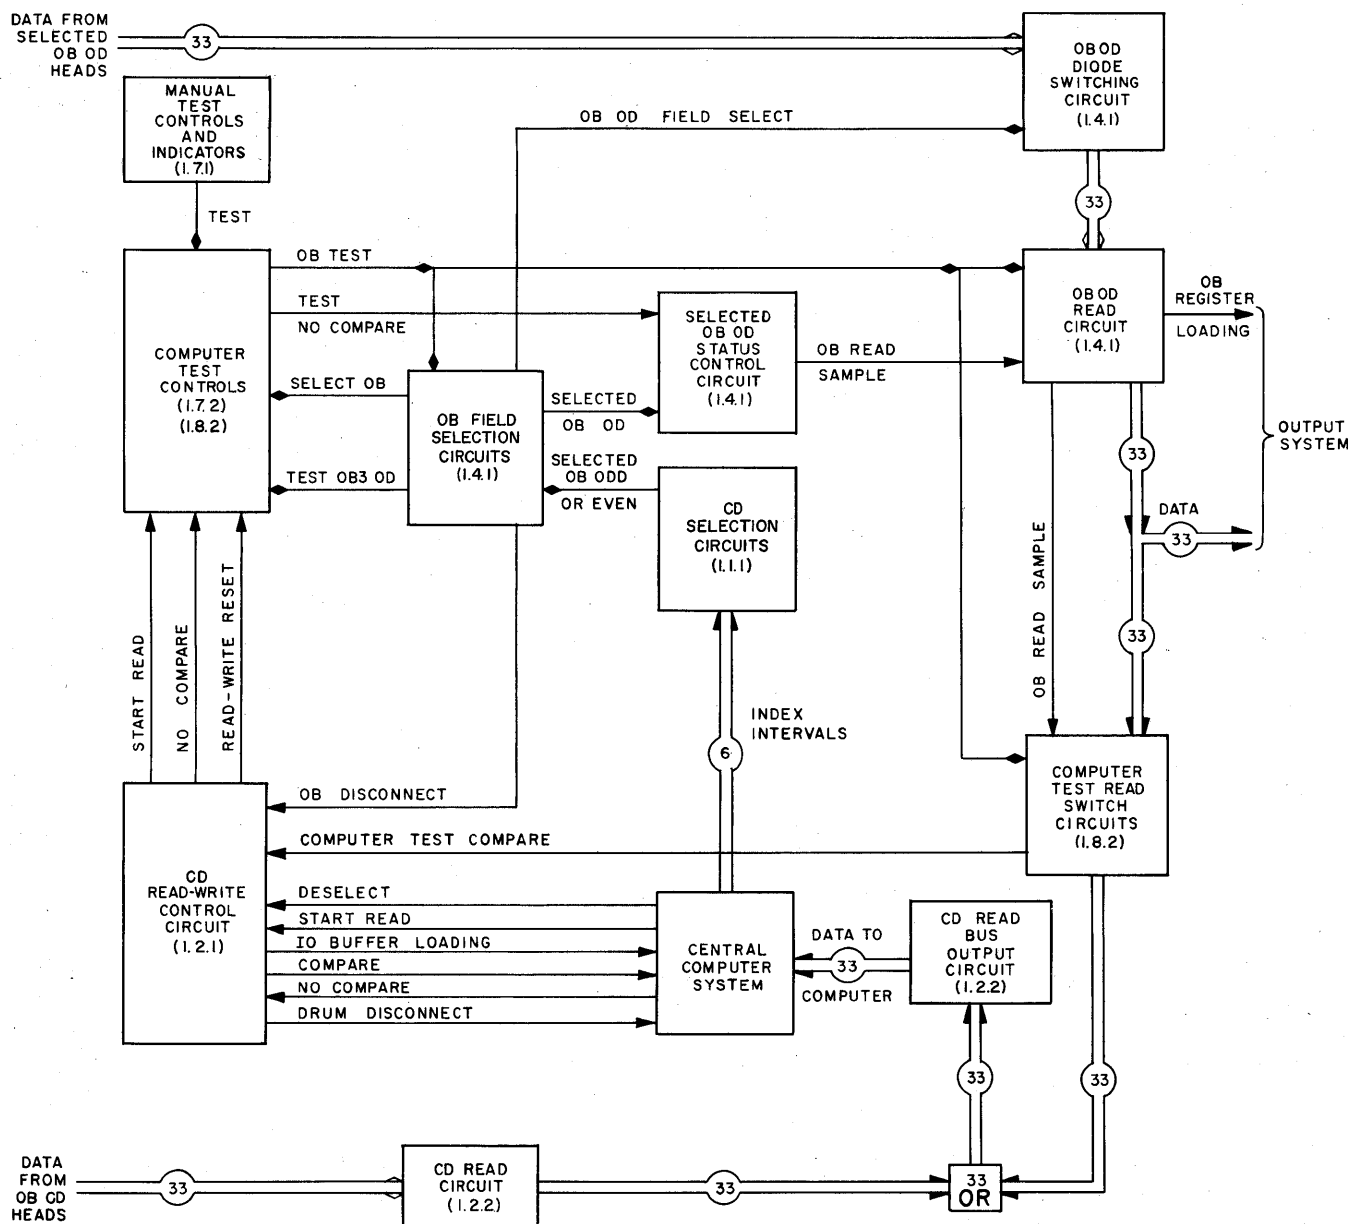 DATA FROM
SELECTED
OB OD
HEADS
33
OB OD
DIODE
SWITCHING
CIRCUIT
(1.4.1)
MANUAL
TEST
CONTROLS
AND
INDICATORS
(1.7.1)
OB OD FIELD SELECT
33
TEST
OB TEST
TEST
NO COMPARE
COMPUTER
TEST
CONTROLS
(1.7.2)
(1.8.2)
SELECTED
OB OD
STATUS
CONTROL
CIRCUIT
(1.4.1)
OB READ
SAMPLE
OB OD
READ
CIRCUIT
(1.4.1)
OB
REGISTER
LOADING
SELECT OB
TEST OB3 OD
OB FIELD
SELECTION
CIRCUITS
(1.4.1)
SELECTED
OB OD
SELECTED
OB ODD
OR EVEN
CD
SELECTION
CIRCUITS
(1.1.1)
33
DATA
33
OUTPUT
SYSTEM
START READ
NO COMPARE
READ-WRITE RESET
OB READ SAMPLE
33
INDEX
INTERVALS
6
COMPUTER
TEST READ
SWITCH
CIRCUITS
(1.8.2)
OB DISCONNECT
COMPUTER TEST COMPARE
CD
READ-WRITE
CONTROL
CIRCUIT
(1.2.1)
DESELECT
START READ
IO BUFFER LOADING
COMPARE
NO COMPARE
DRUM DISCONNECT
CENTRAL
COMPUTER
SYSTEM
DATA TO
33
COMPUTER
CD READ
BUS
OUTPUT
CIRCUIT
(1.2.2)
33
33
DATA
FROM
OB CD
HEADS
33
CD READ
CIRCUIT
(1.2.2)
33
33
OR